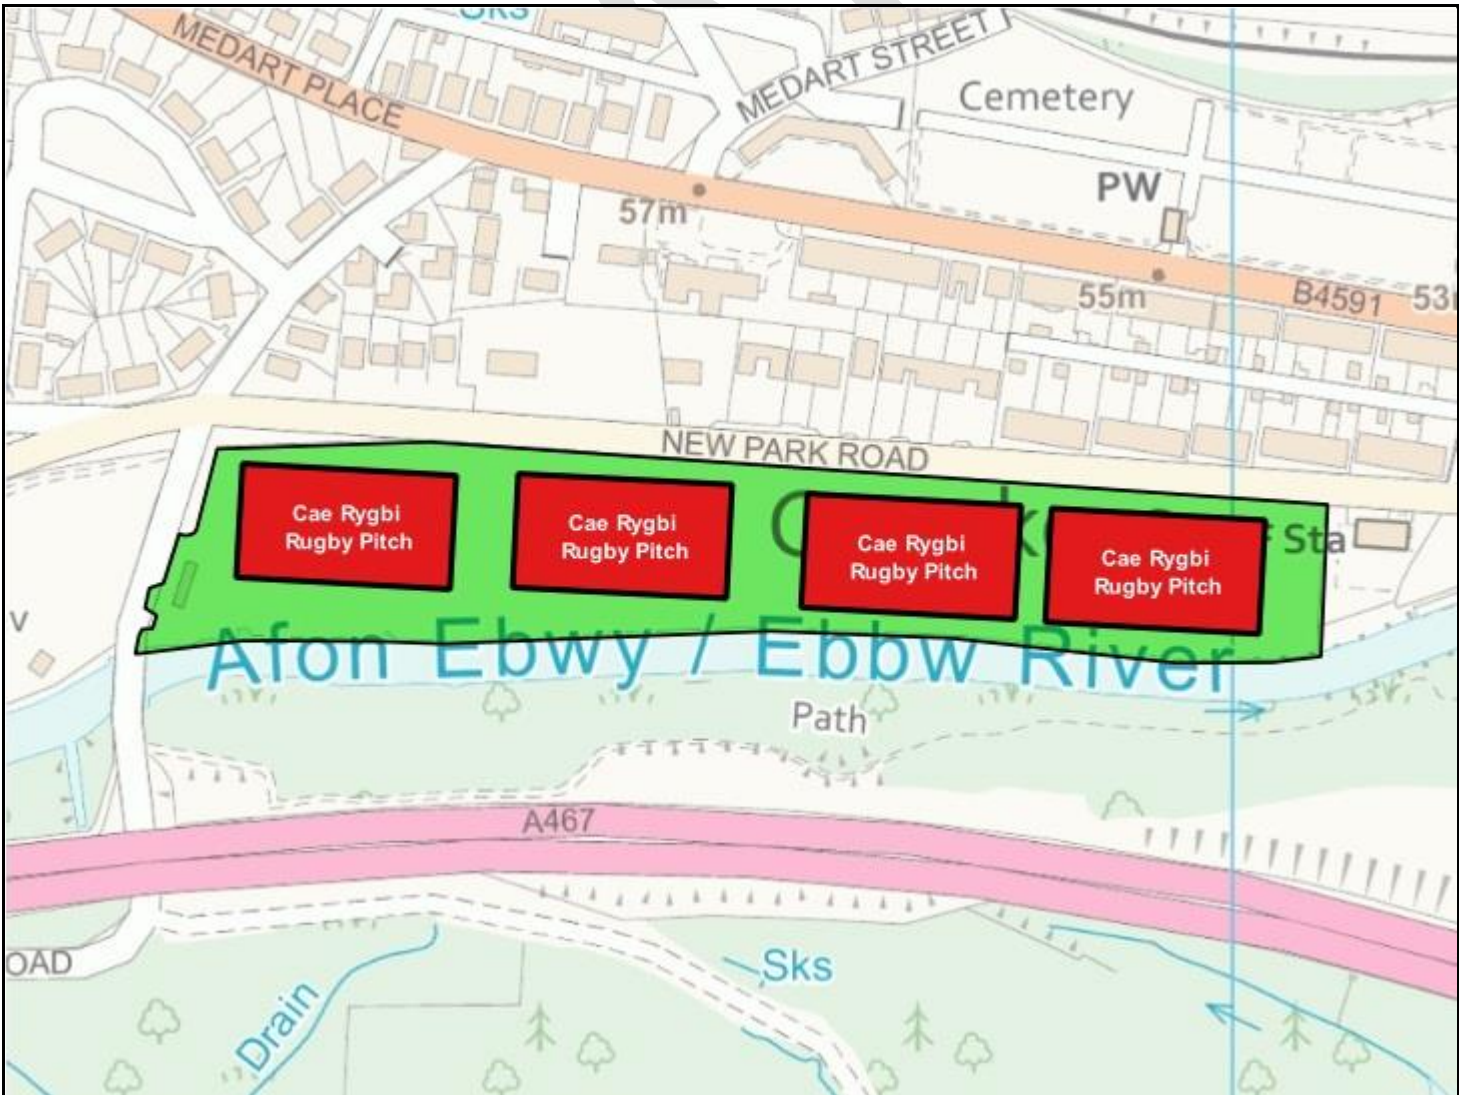 Sks
MEDART PLACE
MEDART STREET
Cemetery
PW
57m
55m
B4591
NEW PARK ROAD
Cae Rygbi
Rugby Pitch
Cae Rygbi
Rugby Pitch
Cae Rygbi
Rugby Pitch
Cae Rygbi
Rugby Pitch
Sta
Afon Ebwy / Ebbw River
Path
A467
OAD
Sks
Drain